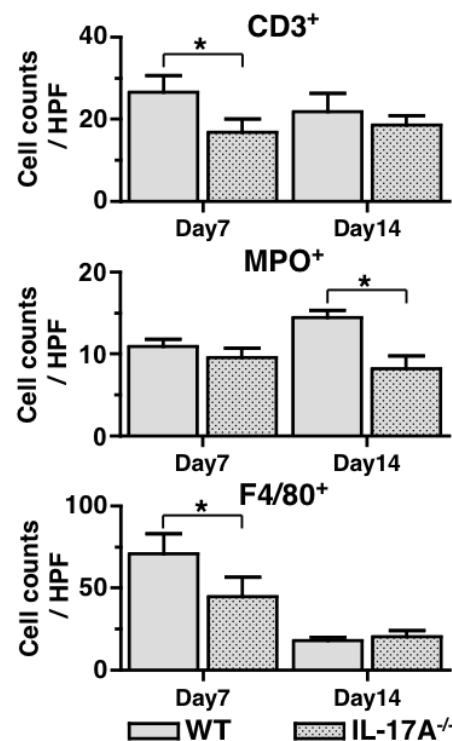 CD3⁺
Cell counts
/ HPF
40
20
0
*
Day7
Day14
MPO⁺
Cell counts
/ HPF
20
10
0
*
Day7
Day14
F4/80⁺
Cell counts
/ HPF
100
50
0
*
Day7
Day14
WT
IL-17A⁻/⁻